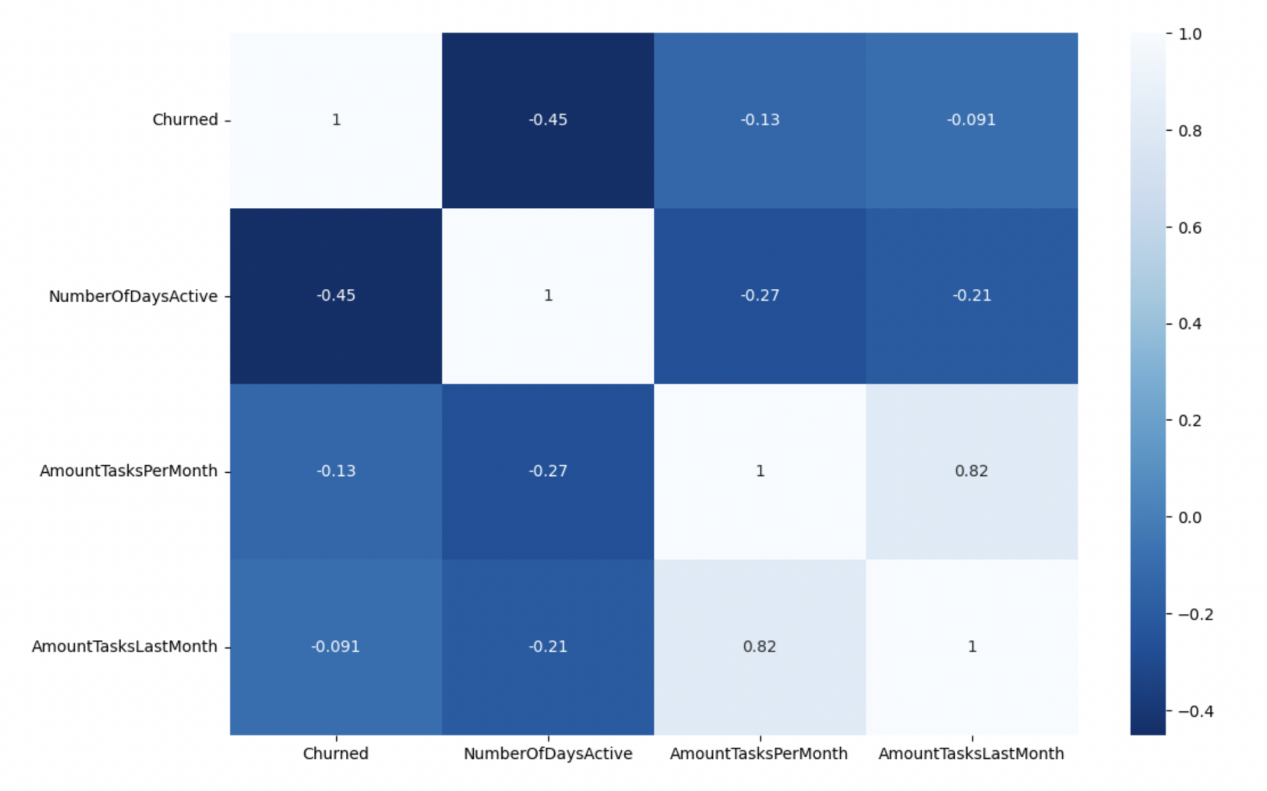 1.0
Churned 1 -0.45 -0.13 -0.091
0.8
0.6
NumberOfDaysActive -0.45 1 -0.27 -0.21
0.4
0.2
AmountTasksPerMonth -0.13 -0.27 1 0.82
0.0
−0.2
AmountTasksLastMonth -0.091 -0.21 0.82 1
−0.4
Churned NumberOfDaysActive AmountTasksPerMonth AmountTasksLastMonth